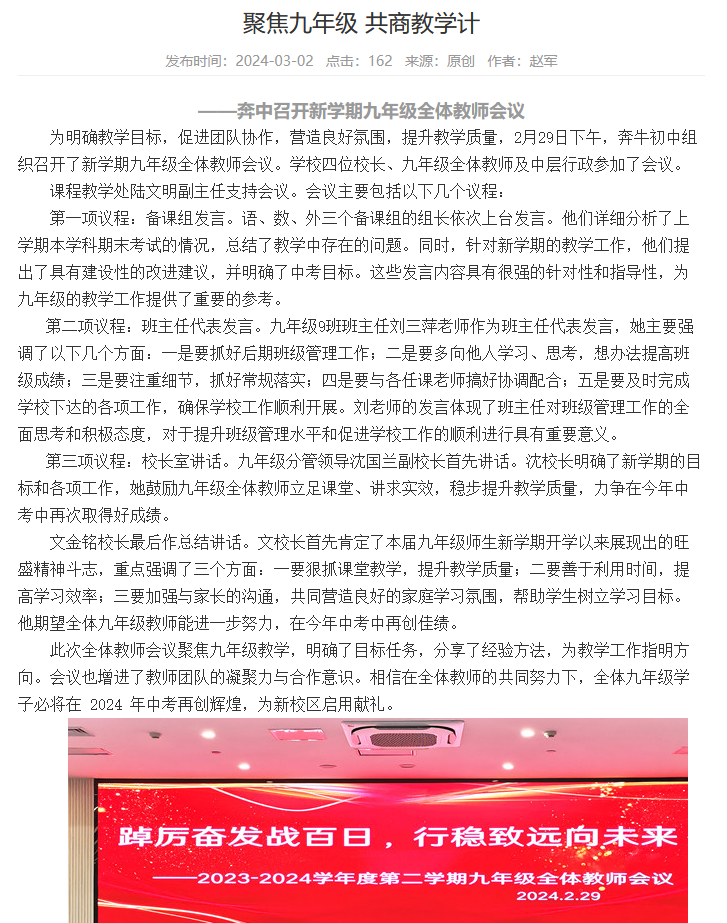 聚焦九年级 共商教学计
发布时间：2024-03-02 点击：162 来源：原创 作者：赵军
——奔中召开新学期九年级全体教师会议
为明确教学目标，促进团队协作，营造良好氛围，提升教学质量，2月29日下午，奔牛初中组
织召开了新学期九年级全体教师会议。学校四位校长、九年级全体教师及中层行政参加了会议。
课程教学处陆文明副主任支持会议。会议主要包括以下几个议程：
第一项议程：备课组发言。语、数、外三个备课组的组长依次上台发言。他们详细分析了上
学期本学科期末考试的情况，总结了教学中存在的问题。同时，针对新学期的教学工作，他们提
出了具有建设性的改进建议，并明确了中考目标。这些发言内容具有很强的针对性和指导性，为
九年级的教学工作提供了重要的参考。
第二项议程：班主任代表发言。九年级9班班主任刘三萍老师作为班主任代表发言，她主要强
调了以下几个方面：一是要抓好后期班级管理工作；二是要多向他人学习、思考，想办法提高班
级成绩；三是要注重细节，抓好常规落实；四是要与各任课老师搞好协调配合；五是要及时完成
学校下达的各项工作，确保学校工作顺利开展。刘老师的发言体现了班主任对班级管理工作的全
面思考和积极态度，对于提升班级管理水平和促进学校工作的顺利进行具有重要意义。
第三项议程：校长室讲话。九年级分管领导沈国兰副校长首先讲话。沈校长明确了新学期的目
标和各项工作，她鼓励九年级全体教师立足课堂、讲求实效，稳步提升教学质量，力争在今年中
考中再次取得好成绩。
文金铭校长最后作总结讲话。文校长首先肯定了本届九年级师生新学期开学以来展现出的旺
盛精神斗志，重点强调了三个方面：一要狠抓课堂教学，提升教学质量；二要善于利用时间，提
高学习效率；三要加强与家长的沟通，共同营造良好的家庭学习氛围，帮助学生树立学习目标。
他期望全体九年级教师能进一步努力，在今年中考中再创佳绩。
此次全体教师会议聚焦九年级教学，明确了目标任务，分享了经验方法，为教学工作指明方
向。会议也增进了教师团队的凝聚力与合作意识。相信在全体教师的共同努力下，全体九年级学
子必将在 2024 年中考再创辉煌，为新校区启用献礼。
踔厉奋发战百日，行稳致远向未来
——2023-2024学年度第二学期九年级全体教师会议
2024.2.29